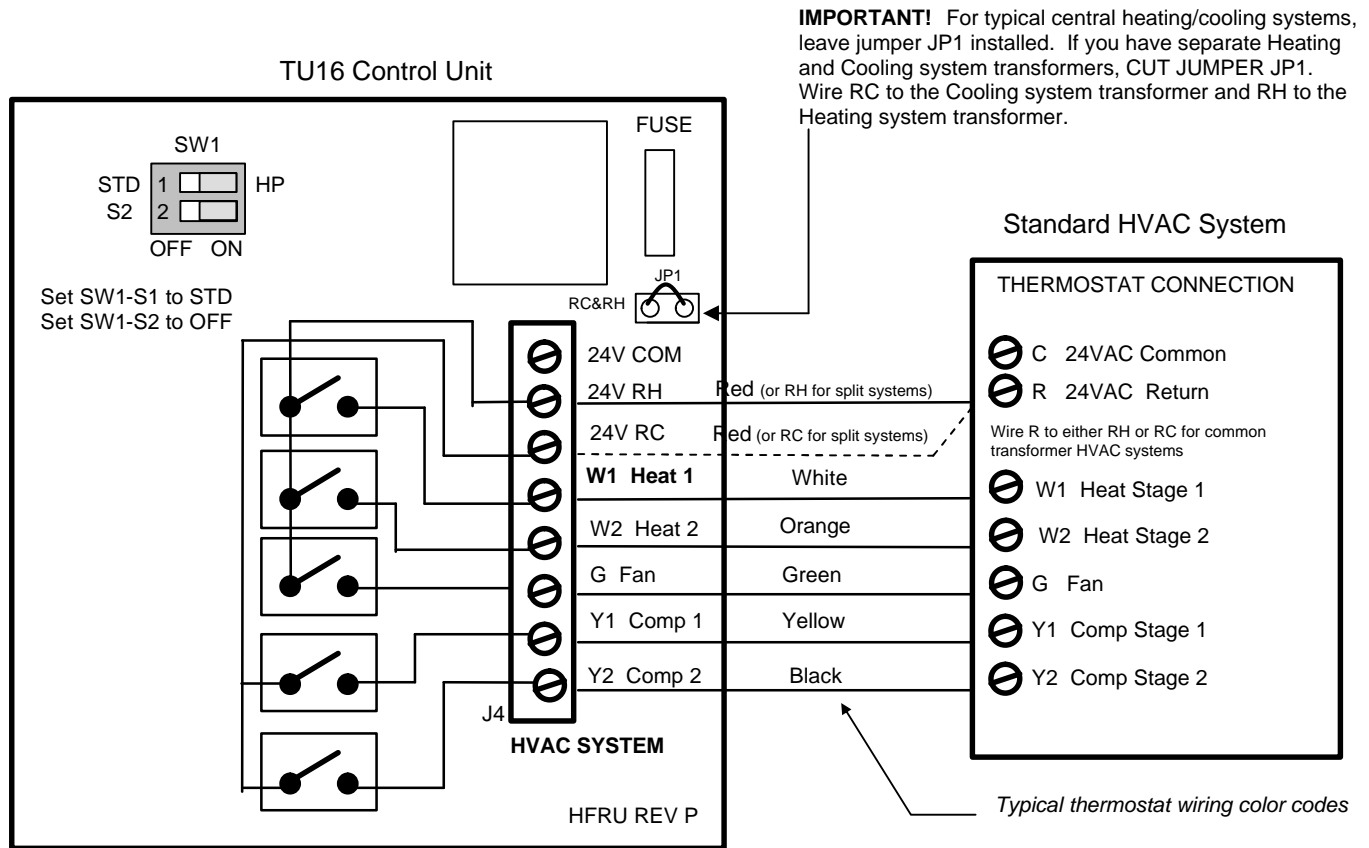 IMPORTANT! For typical central heating/cooling systems,
leave jumper JP1 installed. If you have separate Heating
and Cooling system transformers, CUT JUMPER JP1.
Wire RC to the Cooling system transformer and RH to the
Heating system transformer.
TU16 Control Unit
SW1
STD 1 HP
S2 2
OFF ON
Set SW1-S1 to STD
Set SW1-S2 to OFF
FUSE
JP1
RC&RH
24V COM
24V RH
24V RC
W1 Heat 1
W2 Heat 2
G Fan
Y1 Comp 1
Y2 Comp 2
J4
HVAC SYSTEM
HFRU REV P
Red (or RH for split systems)
Red (or RC for split systems)
White
Orange
Green
Yellow
Black
Standard HVAC System
THERMOSTAT CONNECTION
C 24VAC Common
R 24VAC Return
Wire R to either RH or RC for common
transformer HVAC systems
W1 Heat Stage 1
W2 Heat Stage 2
G Fan
Y1 Comp Stage 1
Y2 Comp Stage 2
Typical thermostat wiring color codes